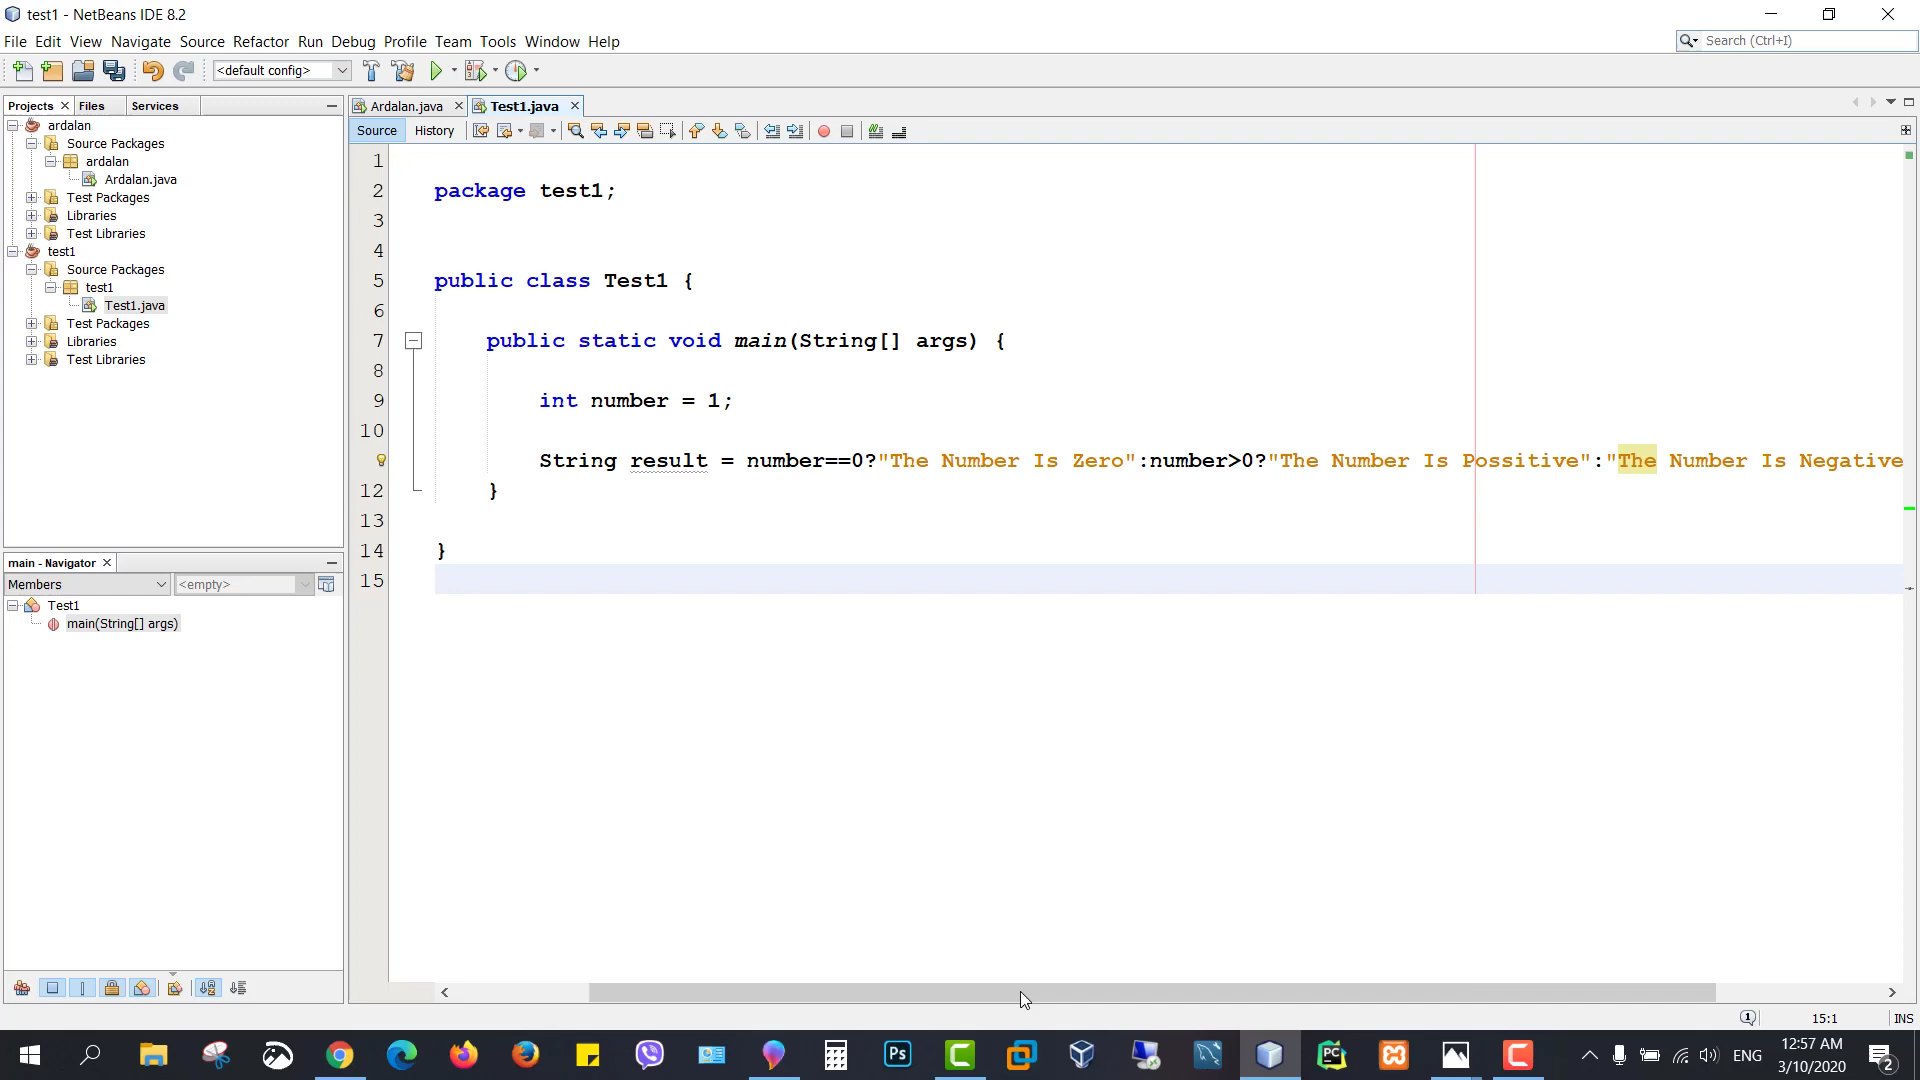 test1 - NetBeans IDE 8.2
File Edit View Navigate Source Refactor Run Debug Profile Team Tools Window Help
Search (Ctrl+I)
<default config>
Projects Files Services
ardalan
Source Packages
ardalan
Ardalan.java
Test Packages
Libraries
Test Libraries
test1
Source Packages
test1
Test1.java
Test Packages
Libraries
Test Libraries
main - Navigator
Members <empty>
Test1
main(String[] args)
Ardalan.java Test1.java
Source History
1
2 package test1;
3
4
5 public class Test1 {
6
7 public static void main(String[] args) {
8
9 int number = 1;
10
String result = number==0?"The Number Is Zero":number>0?"The Number Is Possitive":"The Number Is Negative
12 }
13
14 }
15
15:1 INS
Ps
PC
ENG
12:57 AM
3/10/2020
2